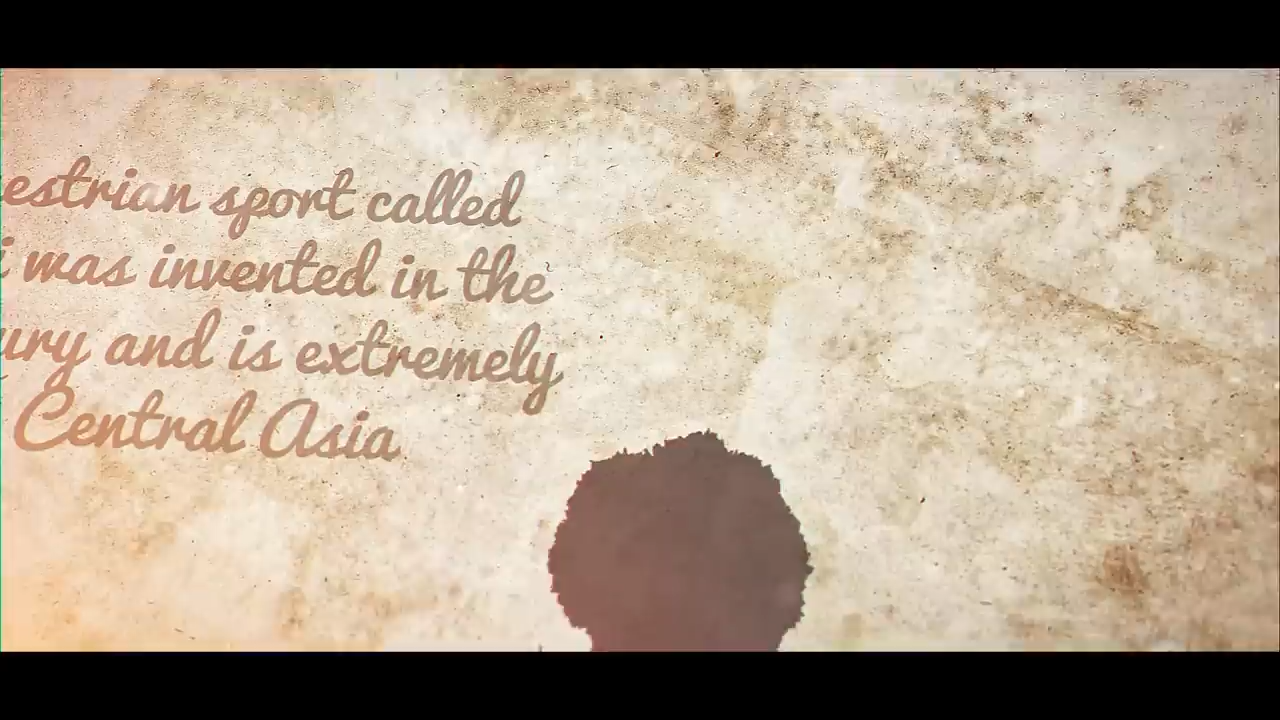 estrian sport called
i was invented in the
ury and is extremely
Central Asia